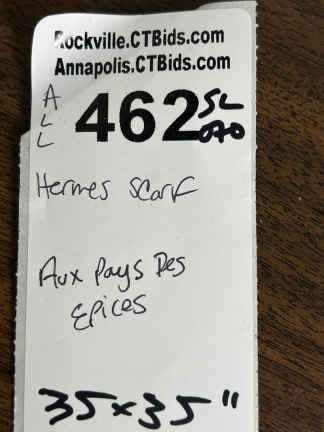 Rockville.CTBids.com
Annapolis.CTBids.com
ALL 462 SL 070
Hermes Scarf
Aux Pays Des
Epices
35x35"